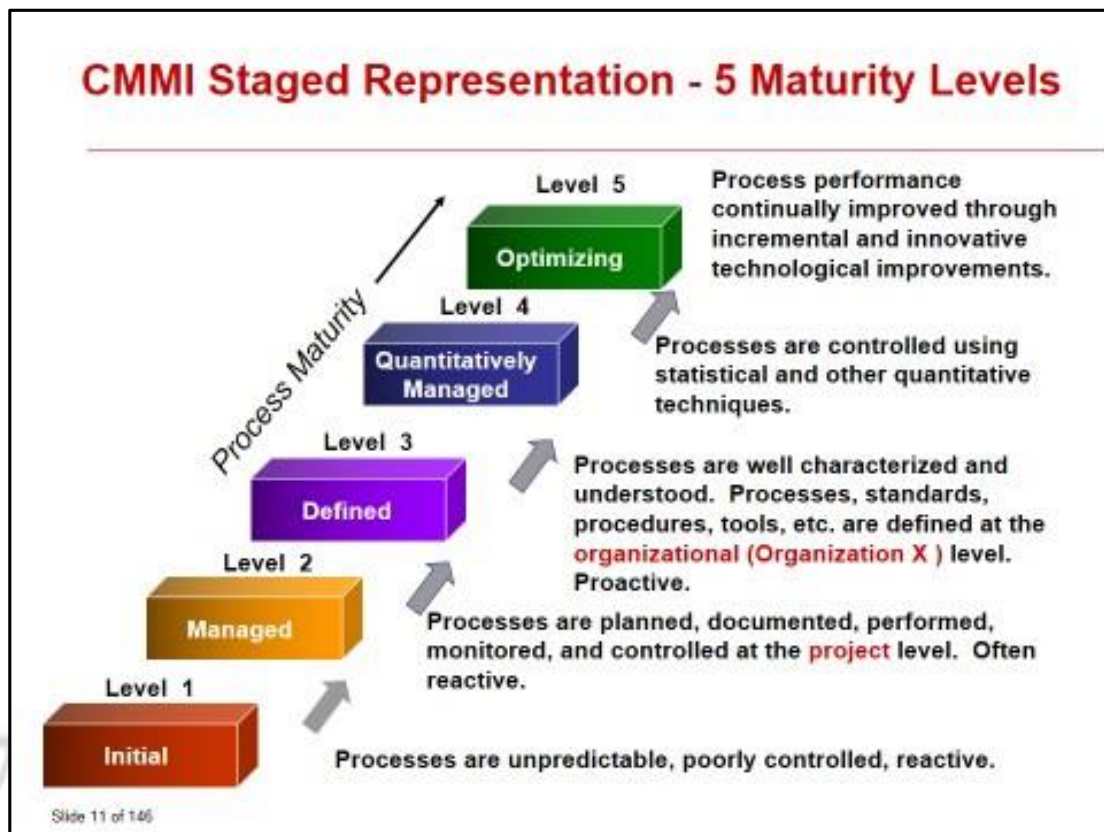 CMMI Staged Representation - 5 Maturity Levels
Level 5
Optimizing
Process performance
continually improved through
incremental and innovative
technological improvements.
Process Maturity
Level 4
Quantitatively
Managed
Processes are controlled using
statistical and other quantitative
techniques.
Level 3
Defined
Processes are well characterized and
understood. Processes, standards,
procedures, tools, etc. are defined at the
organizational (Organization X ) level.
Proactive.
Level 2
Managed
Processes are planned, documented, performed,
monitored, and controlled at the project level. Often
reactive.
Level 1
Initial
Processes are unpredictable, poorly controlled, reactive.
Slide 11 of 146